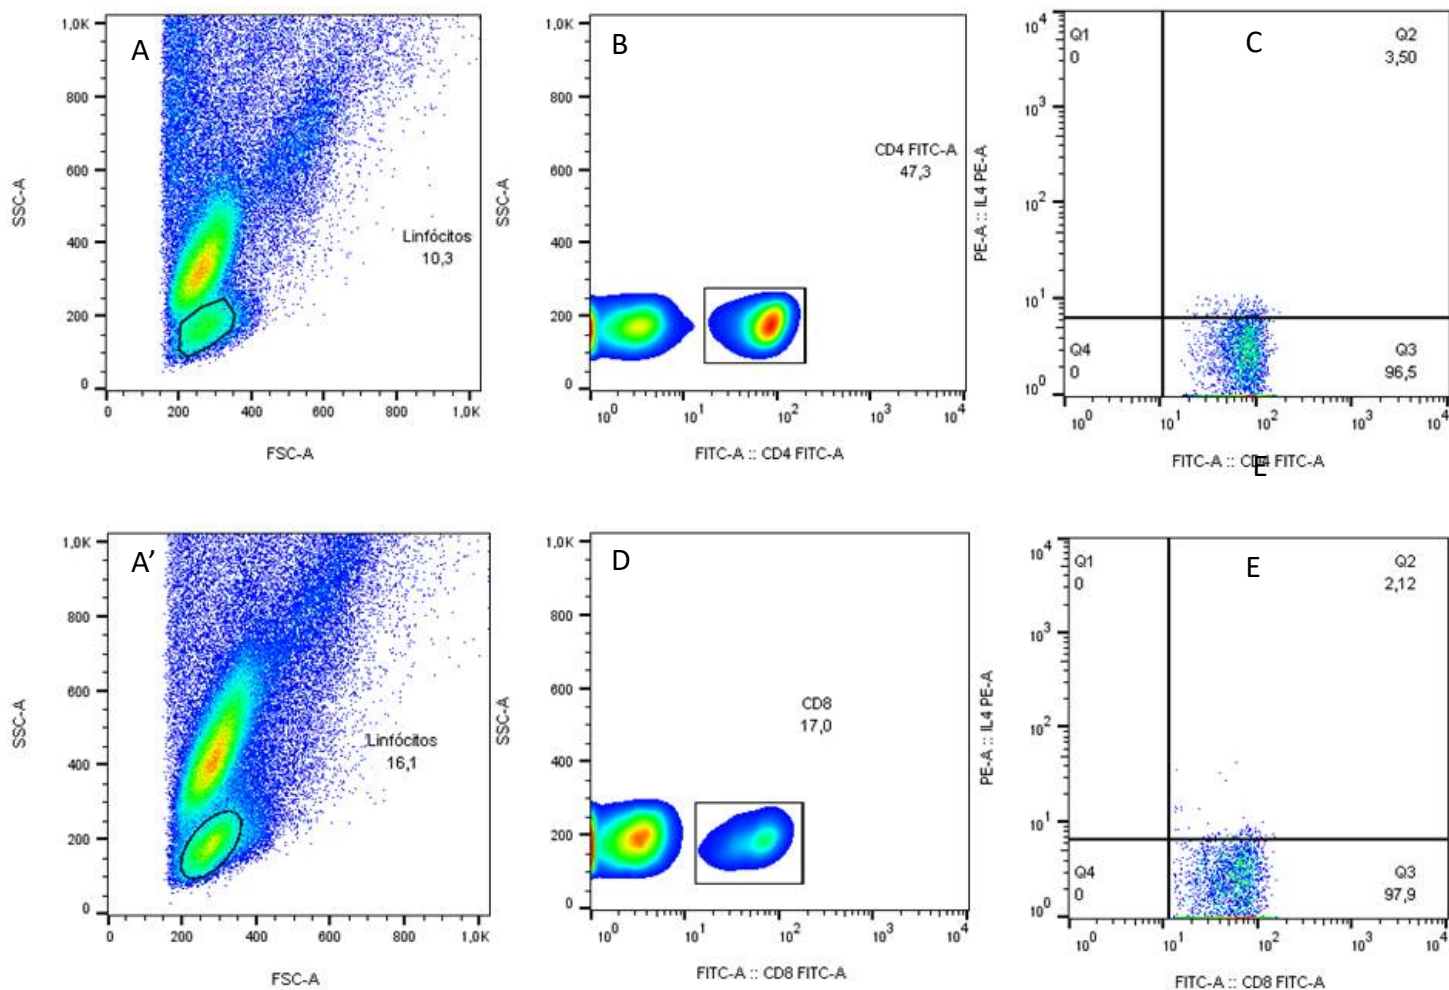 A
1,0K
800
600
400
200
0
SSC-A
Linfócitos
10,3
0 200 400 600 800 1,0K
FSC-A
B
1,0K
800
600
400
200
0
SSC-A
CD4 FITC-A
47,3
10^0 10^1 10^2 10^3 10^4
FITC-A :: CD4 FITC-A
C
10^4
10^3
10^2
10^1
10^0
PE-A :: IL4 PE-A
Q1
0
Q2
3,50
Q4
0
Q3
96,5
10^0 10^1 10^2 10^3 10^4
FITC-A :: CD4 FITC-A
E
A’
1,0K
800
600
400
200
0
SSC-A
Linfócitos
16,1
0 200 400 600 800 1,0K
FSC-A
D
1,0K
800
600
400
200
0
SSC-A
CD8
17,0
10^0 10^1 10^2 10^3 10^4
FITC-A :: CD8 FITC-A
E
10^4
10^3
10^2
10^1
10^0
PE-A :: IL4 PE-A
Q1
0
Q2
2,12
Q4
0
Q3
97,9
10^0 10^1 10^2 10^3 10^4
FITC-A :: CD8 FITC-A